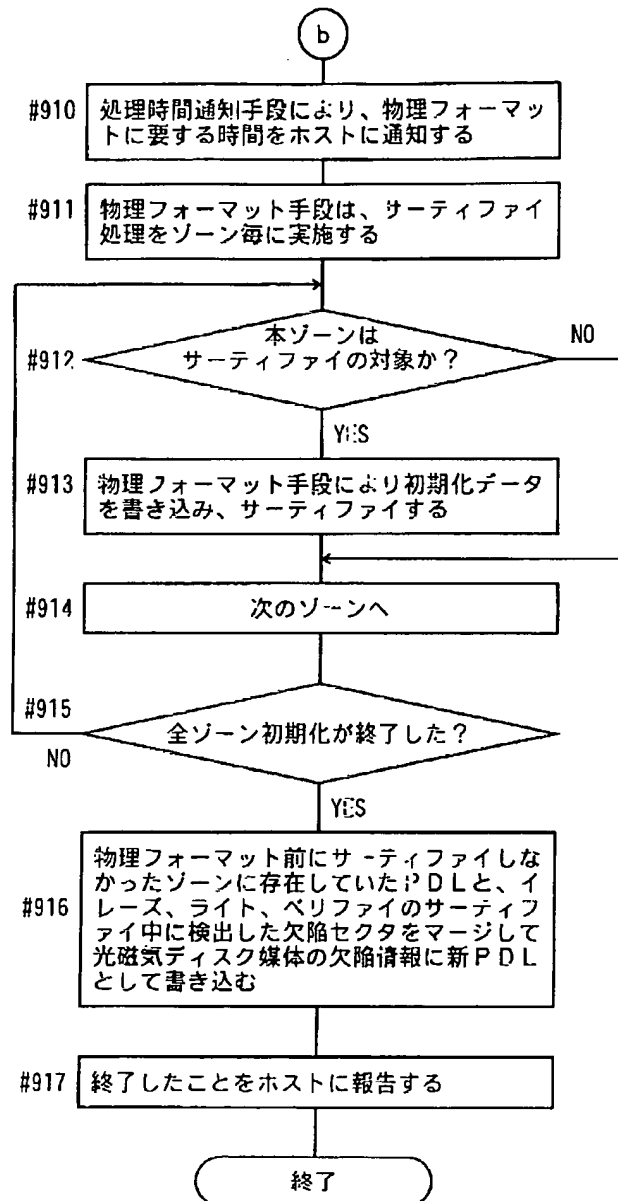 b
#910
処理時間通知手段により、物理フォーマッ
トに要する時間をホストに通知する
#911
物理フォーマット手段は、サーティファイ
処理をゾーン毎に実施する
本ゾーンは
サーティファイの対象か？
#912
NO
YES
#913
物理フォーマット手段により初期化データ
を書き込み、サーティファイする
#914
次のゾーンへ
#915
全ゾーン初期化が終了した？
NO
YES
#916
物理フォーマット前にサーティファイしな
かったゾーンに存在していたPDLと、イ
レーズ、ライト、ベリファイのサーティフ
ァイ中に検出した欠陥セクタをマージして
光磁気ディスク媒体の欠陥情報に新PDL
として書き込む
#917
終了したことをホストに報告する
終了